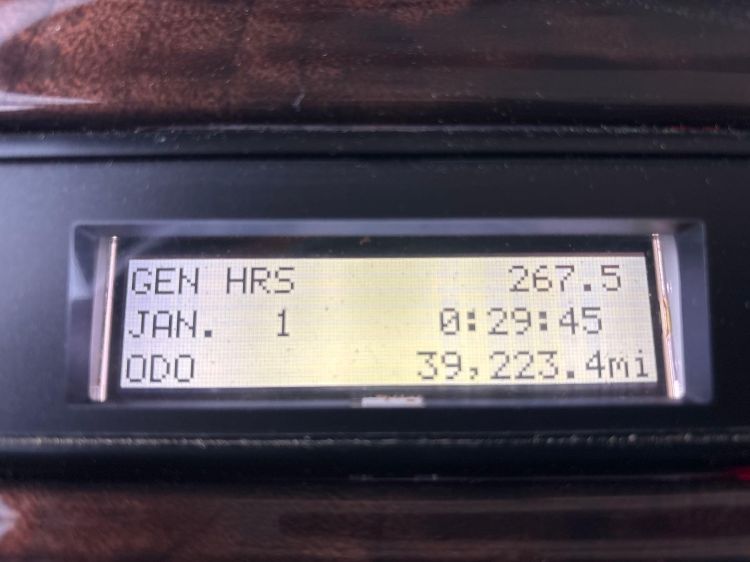 GEN HRS 267.5
JAN. 1 0:29:45
ODO 39,223.4mi